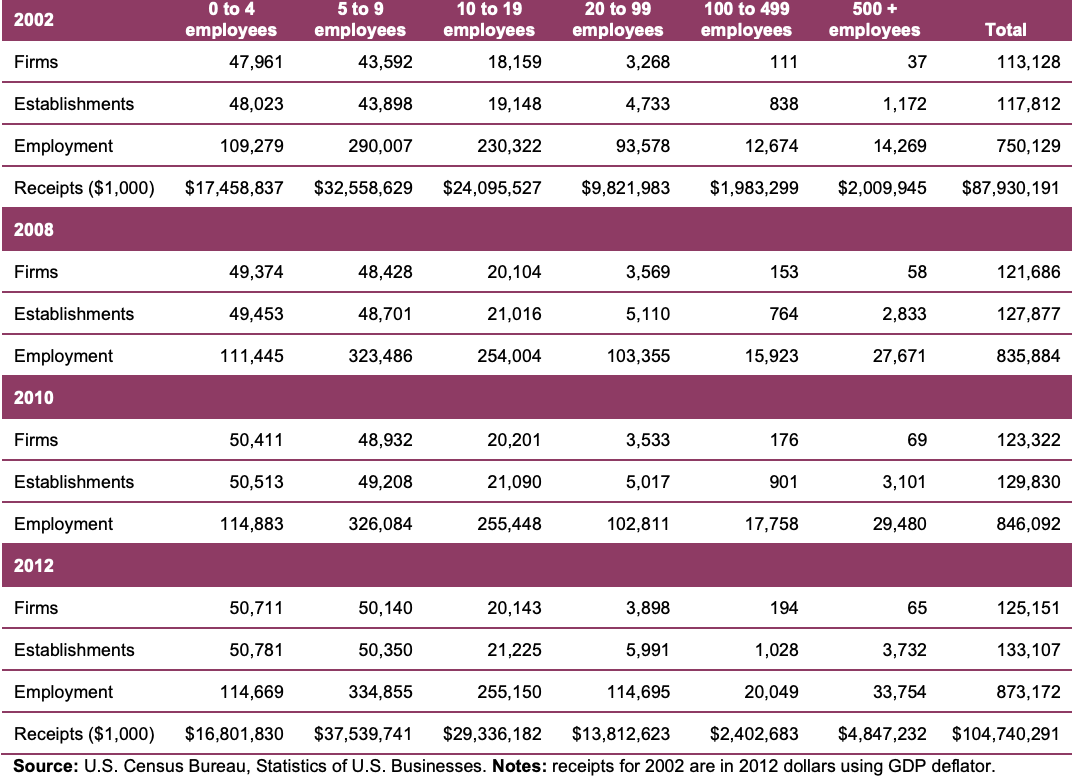 2002 0 to 4 employees 5 to 9 employees 10 to 19 employees 20 to 99 employees 100 to 499 employees 500 + employees Total
Firms 47,961 43,592 18,159 3,268 111 37 113,128
Establishments 48,023 43,898 19,148 4,733 838 1,172 117,812
Employment 109,279 290,007 230,322 93,578 12,674 14,269 750,129
Receipts ($1,000) $17,458,837 $32,558,629 $24,095,527 $9,821,983 $1,983,299 $2,009,945 $87,930,191
2008
Firms 49,374 48,428 20,104 3,569 153 58 121,686
Establishments 49,453 48,701 21,016 5,110 764 2,833 127,877
Employment 111,445 323,486 254,004 103,355 15,923 27,671 835,884
2010
Firms 50,411 48,932 20,201 3,533 176 69 123,322
Establishments 50,513 49,208 21,090 5,017 901 3,101 129,830
Employment 114,883 326,084 255,448 102,811 17,758 29,480 846,092
2012
Firms 50,711 50,140 20,143 3,898 194 65 125,151
Establishments 50,781 50,350 21,225 5,991 1,028 3,732 133,107
Employment 114,669 334,855 255,150 114,695 20,049 33,754 873,172
Receipts ($1,000) $16,801,830 $37,539,741 $29,336,182 $13,812,623 $2,402,683 $4,847,232 $104,740,291
Source: U.S. Census Bureau, Statistics of U.S. Businesses. Notes: receipts for 2002 are in 2012 dollars using GDP deflator.